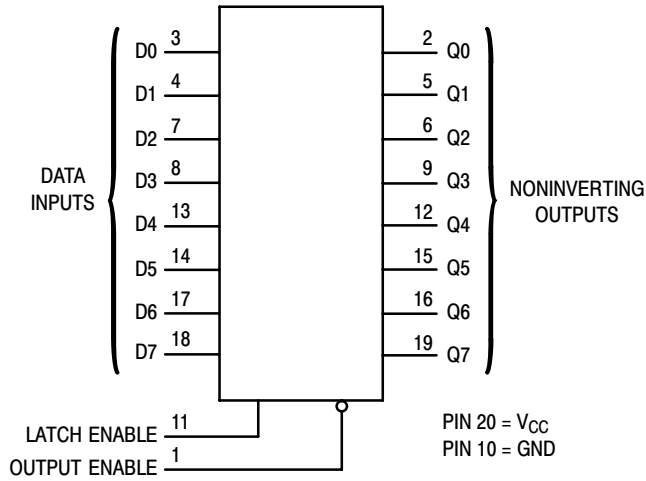 D0 3
D1 4
D2 7
D3 8
D4 13
D5 14
D6 17
D7 18
DATA
INPUTS
2 Q0
5 Q1
6 Q2
9 Q3
12 Q4
15 Q5
16 Q6
19 Q7
NONINVERTING
OUTPUTS
LATCH ENABLE 11
OUTPUT ENABLE 1
PIN 20 = VCC
PIN 10 = GND